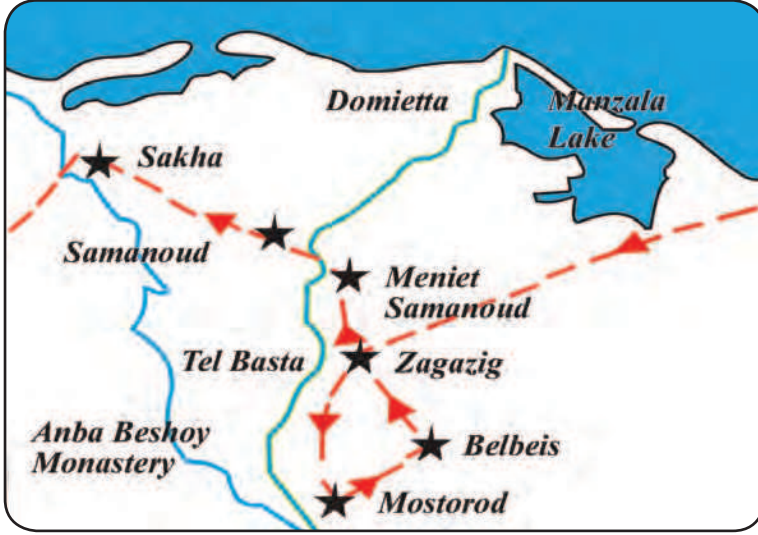 Domietta
Manzala
Lake
Sakha
Samanoud
Meniet
Samanoud
Tel Basta
Zagazig
Anba Beshoy
Monastery
Belbeis
Mostorod